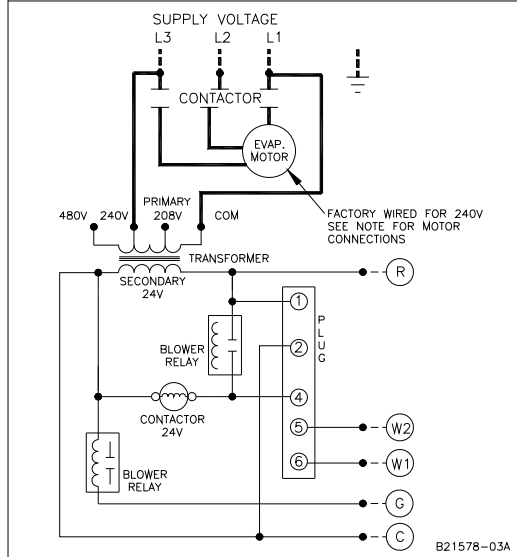 SUPPLY VOLTAGE
L3 L2 L1
CONTACTOR
EVAP.
MOTOR
FACTORY WIRED FOR 240V
SEE NOTE FOR MOTOR
CONNECTIONS
PRIMARY
480V 240V 208V COM
TRANSFORMER
SECONDARY
24V
R
1
2
4
5
6
PLUG
BLOWER
RELAY
CONTACTOR
24V
BLOWER
RELAY
W2
W1
G
C
B21578-03A